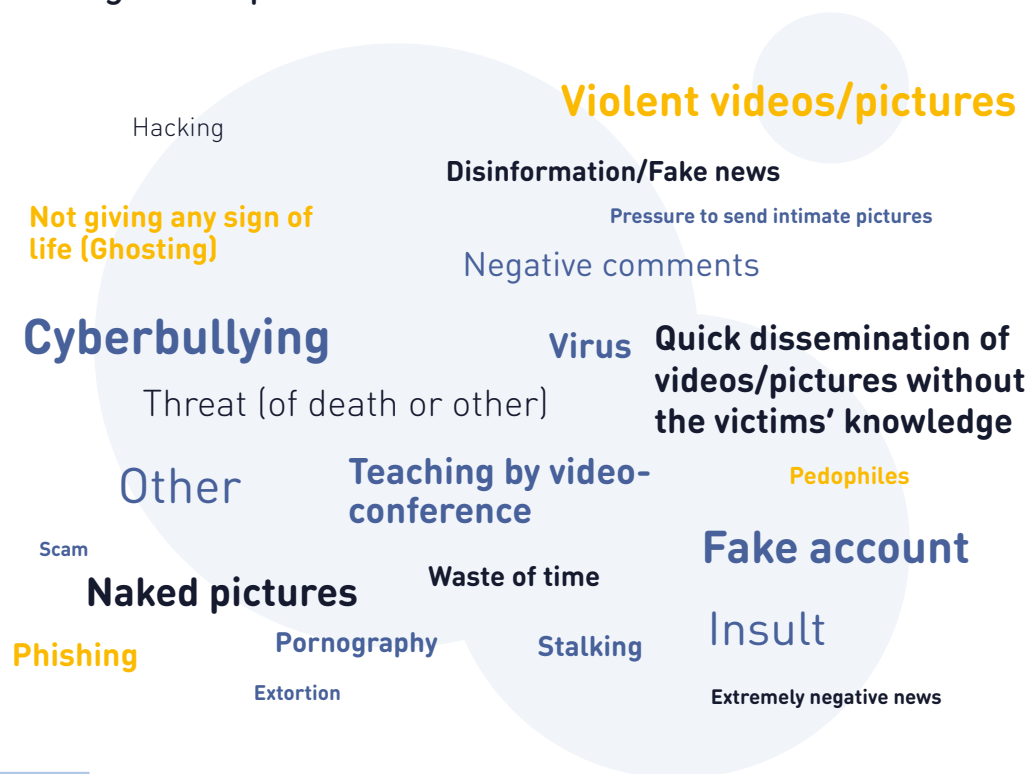 Violent videos/pictures
Hacking
Disinformation/Fake news
Not giving any sign of
life (Ghosting)
Pressure to send intimate pictures
Negative comments
Cyberbullying
Virus
Quick dissemination of
videos/pictures without
the victims’ knowledge
Threat (of death or other)
Other
Teaching by video-
conference
Pedophiles
Scam
Fake account
Naked pictures
Waste of time
Insult
Phishing
Pornography
Stalking
Extortion
Extremely negative news